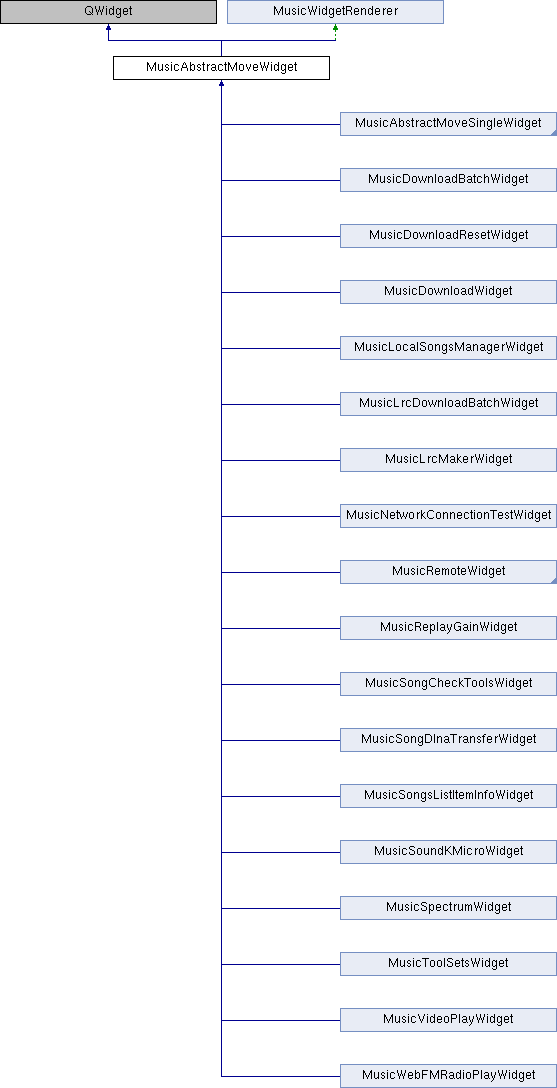 QWidget
MusicWidgetRenderer
MusicAbstractMoveWidget
MusicAbstractMoveSingleWidget
MusicDownloadBatchWidget
MusicDownloadResetWidget
MusicDownloadWidget
MusicLocalSongsManagerWidget
MusicLrcDownloadBatchWidget
MusicLrcMakerWidget
MusicNetworkConnectionTestWidget
MusicRemoteWidget
MusicReplayGainWidget
MusicSongCheckToolsWidget
MusicSongDlnaTransferWidget
MusicSongsListItemInfoWidget
MusicSoundKMicroWidget
MusicSpectrumWidget
MusicToolSetsWidget
MusicVideoPlayWidget
MusicWebFMRadioPlayWidget